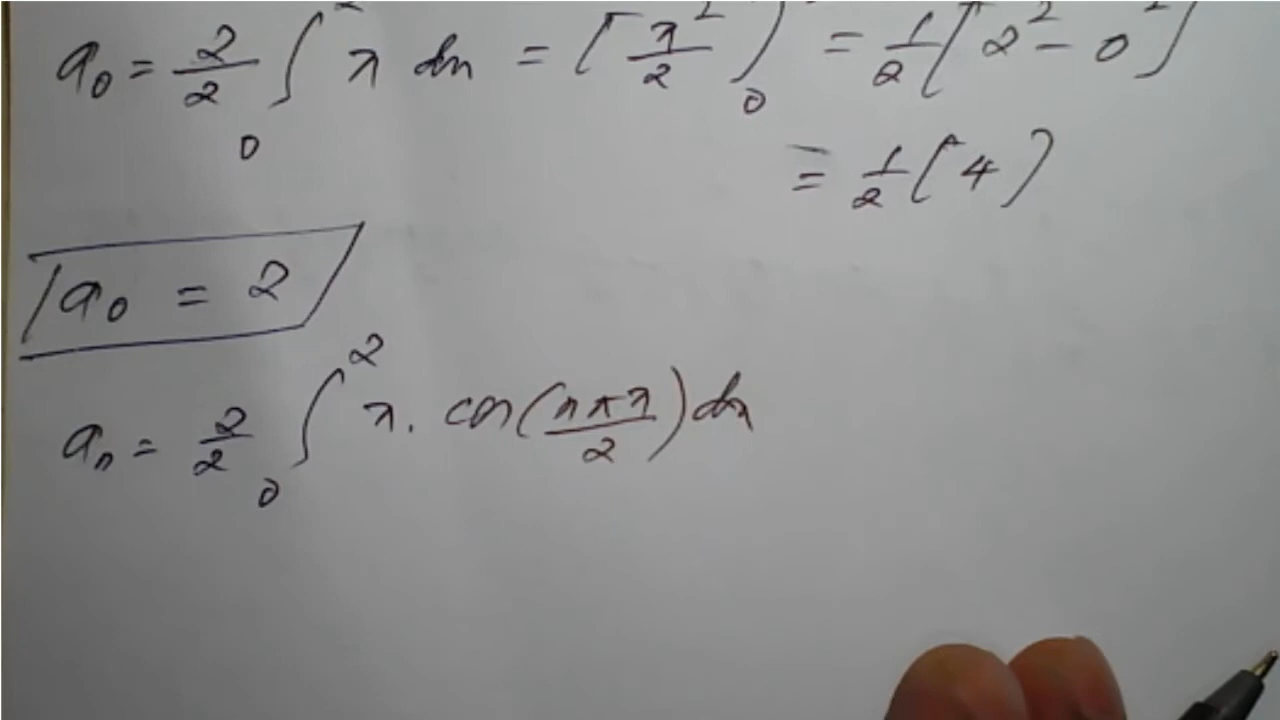 a₀ = 2/2 ∫₀² x dx = [x²/2]₀ = 1/2 [2² - 0²]
= 1/2 [4]
a₀ = 2
aₙ = 2/2 ∫₀² x. cos(nπx/2) dx